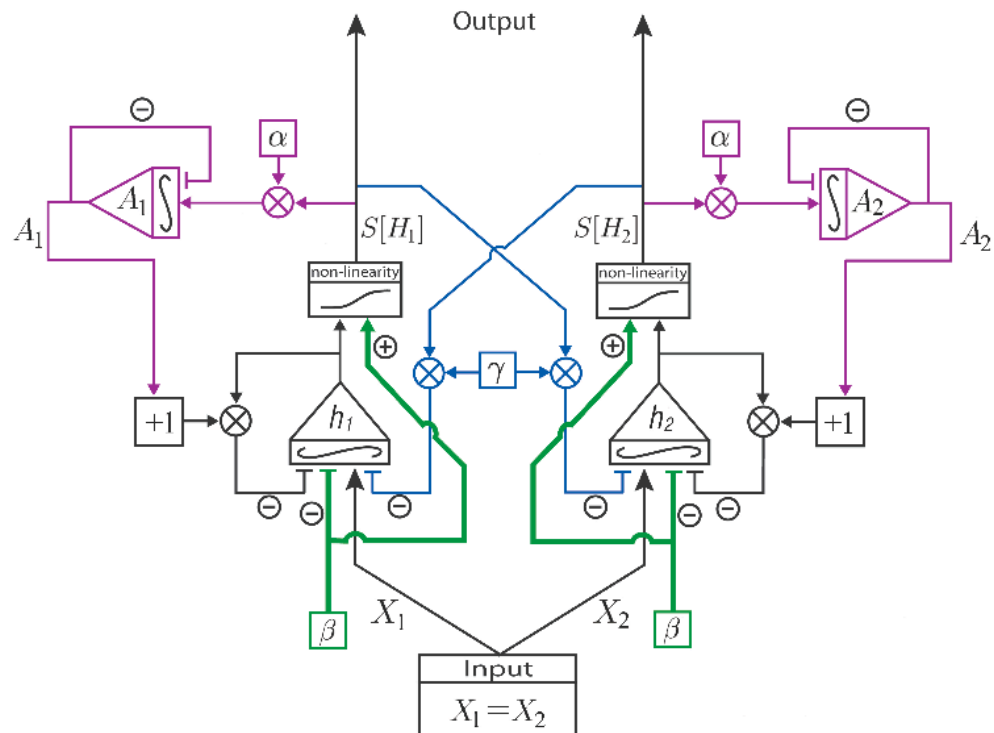 Output
⊖ ⊖
α α
A₁ ∫ ⊗ ⊗ ∫ A₂
A₁ S[H₁] S[H₂] A₂
non-linearity non-linearity
⊕ ⊕
⊗ γ ⊗
+1 ⊗ h₁ h₂ ⊗ +1
∫ ∫
⊖ ⊖ ⊖ ⊖ ⊖ ⊖
β X₁ X₂ β
Input
X₁=X₂